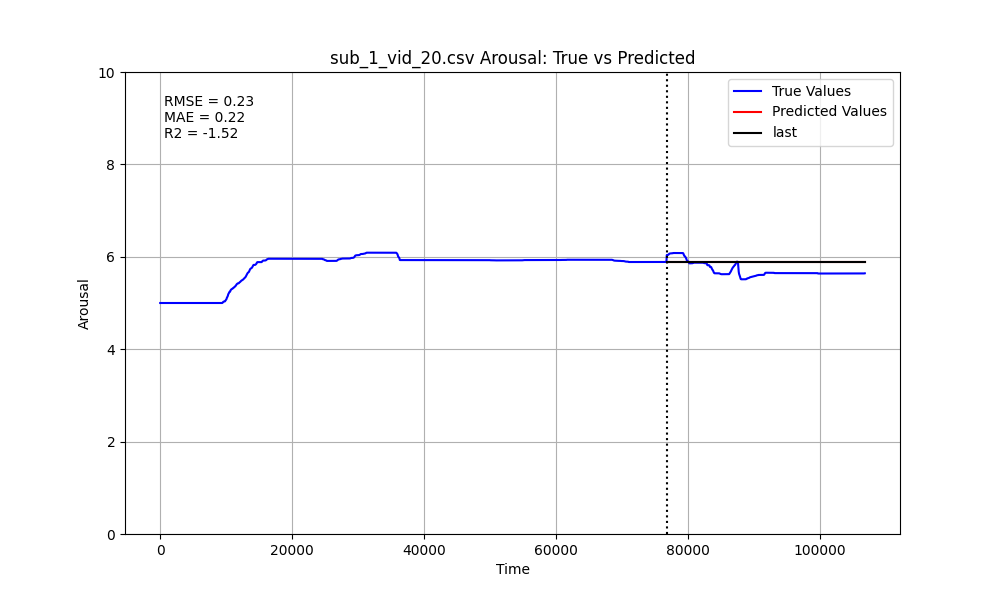 sub_1_vid_20.csv Arousal: True vs Predicted
10
8
6
4
2
0
Arousal
RMSE = 0.23
MAE = 0.22
R2 = -1.52
True Values
Predicted Values
last
0
20000
40000
60000
80000
100000
Time